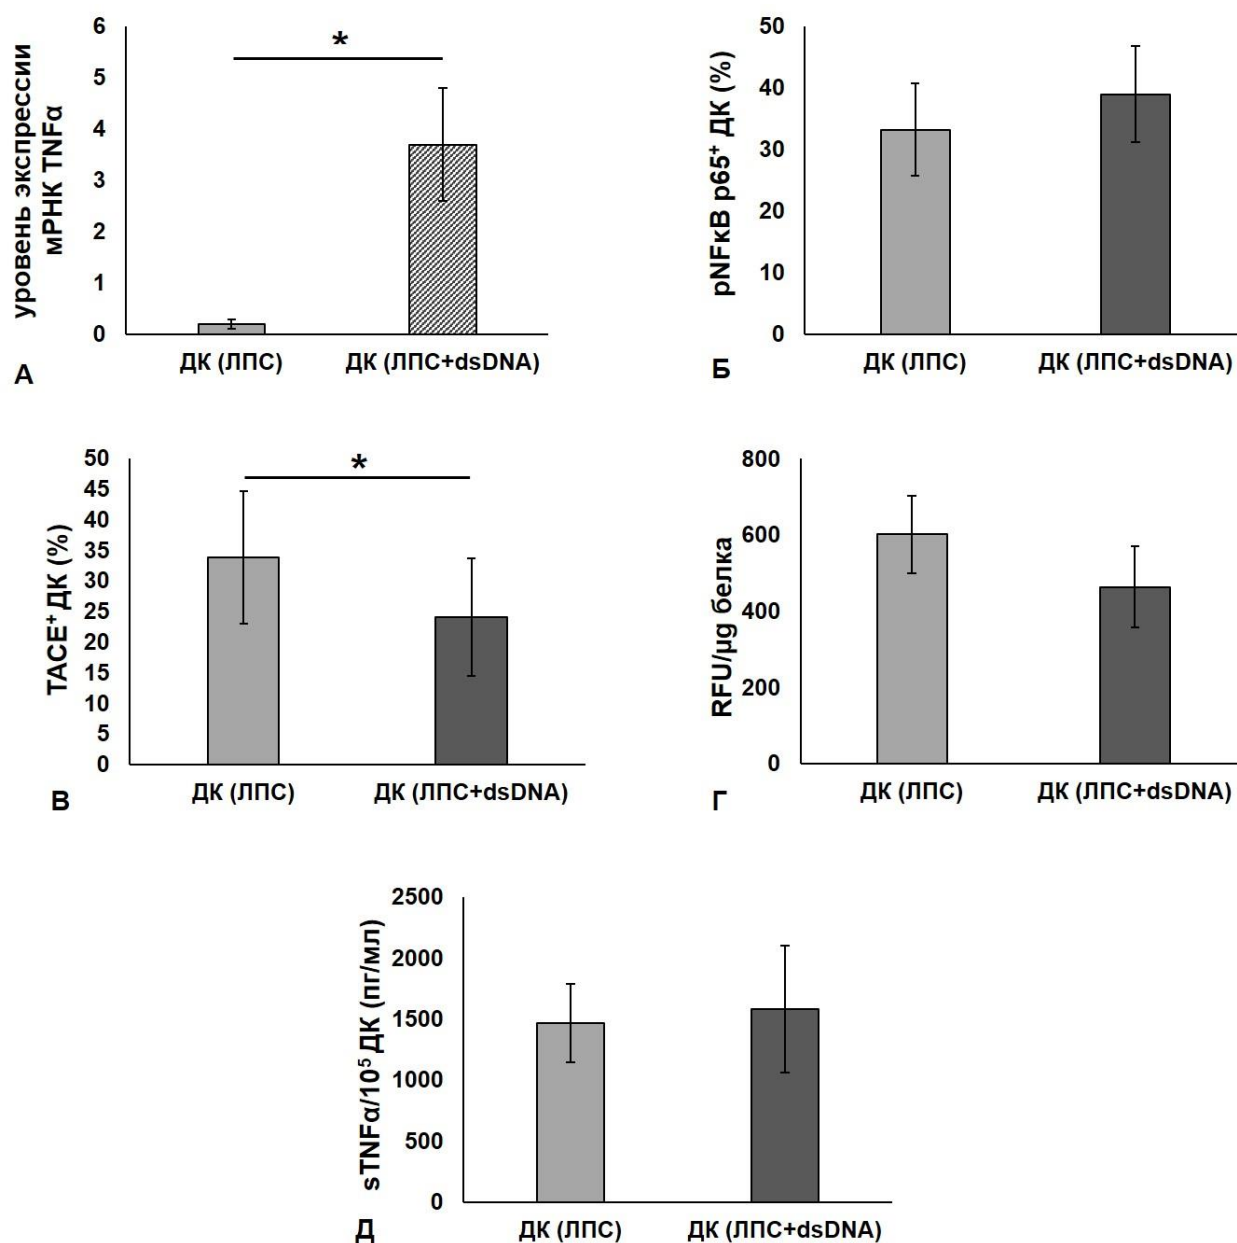 уровень экспрессии
мРНК TNFα
6
5
4
3
2
1
0
*
ДК (ЛПС)
ДК (ЛПС+dsDNA)
А
pNFκB p65⁺ ДК (%)
50
40
30
20
10
0
ДК (ЛПС)
ДК (ЛПС+dsDNA)
Б
TACE⁺ ДК (%)
50
45
40
35
30
25
20
15
10
5
0
*
ДК (ЛПС)
ДК (ЛПС+dsDNA)
В
RFU/µg белка
800
600
400
200
0
ДК (ЛПС)
ДК (ЛПС+dsDNA)
Г
sTNFα/10⁵ ДК (пг/мл)
2500
2000
1500
1000
500
0
ДК (ЛПС)
ДК (ЛПС+dsDNA)
Д